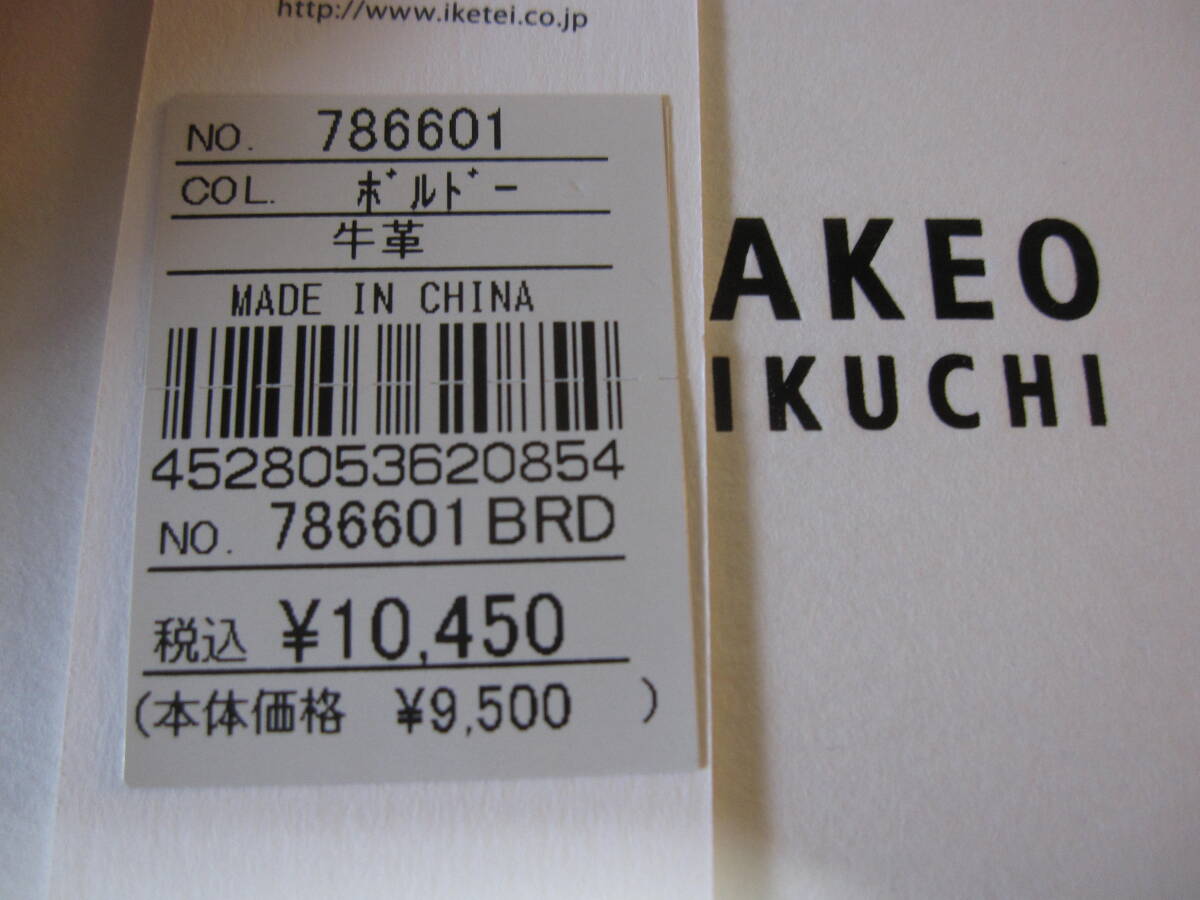 http://www.iketei.co.jp
NO. 786601
COL. ボルドー
牛革
MADE IN CHINA
4528053620854
NO. 786601 BRD
税込 ¥10,450
(本体価格 ¥9,500 )
AKEO
IKUCHI